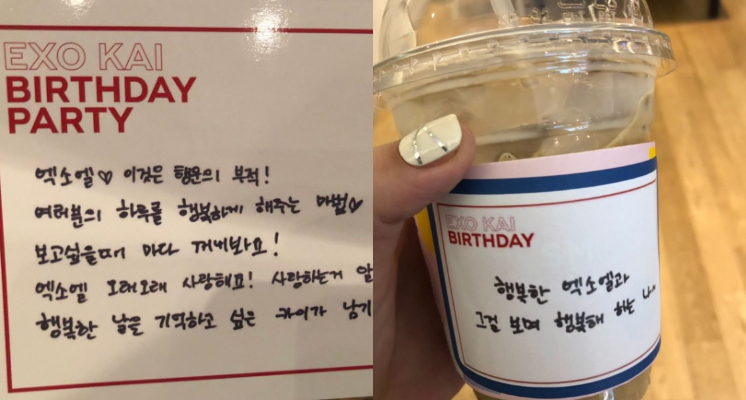 EXO KAI
BIRTHDAY
PARTY
엑소엘♡ 이것은 행운의 부적!
여러분의 하루를 행복하게 해주는 마법♡
보고싶을때 마다 꺼내봐요!
엑소엘 오래오래 사랑해요! 사랑하는거 알
행복한 날을 기억하고 싶은 카이가 남기
EXO KAI
BIRTHDAY
행복한 엑소엘과
그걸 보며 행복해 하는 나..